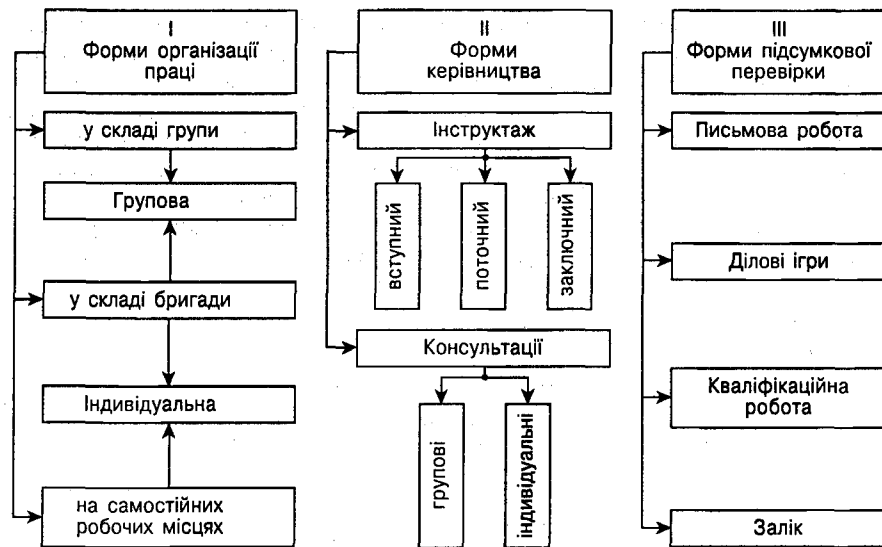 I
Форми організації
праці
у складі групи
Групова
у складі бригади
Індивідуальна
на самостійних
робочих місцях
II
Форми
керівництва
Інструктаж
вступний
поточний
заключний
Консультації
групові
індивідуальні
III
Форми підсумкової
перевірки
Письмова робота
Ділові ігри
Кваліфікаційна
робота
Залік